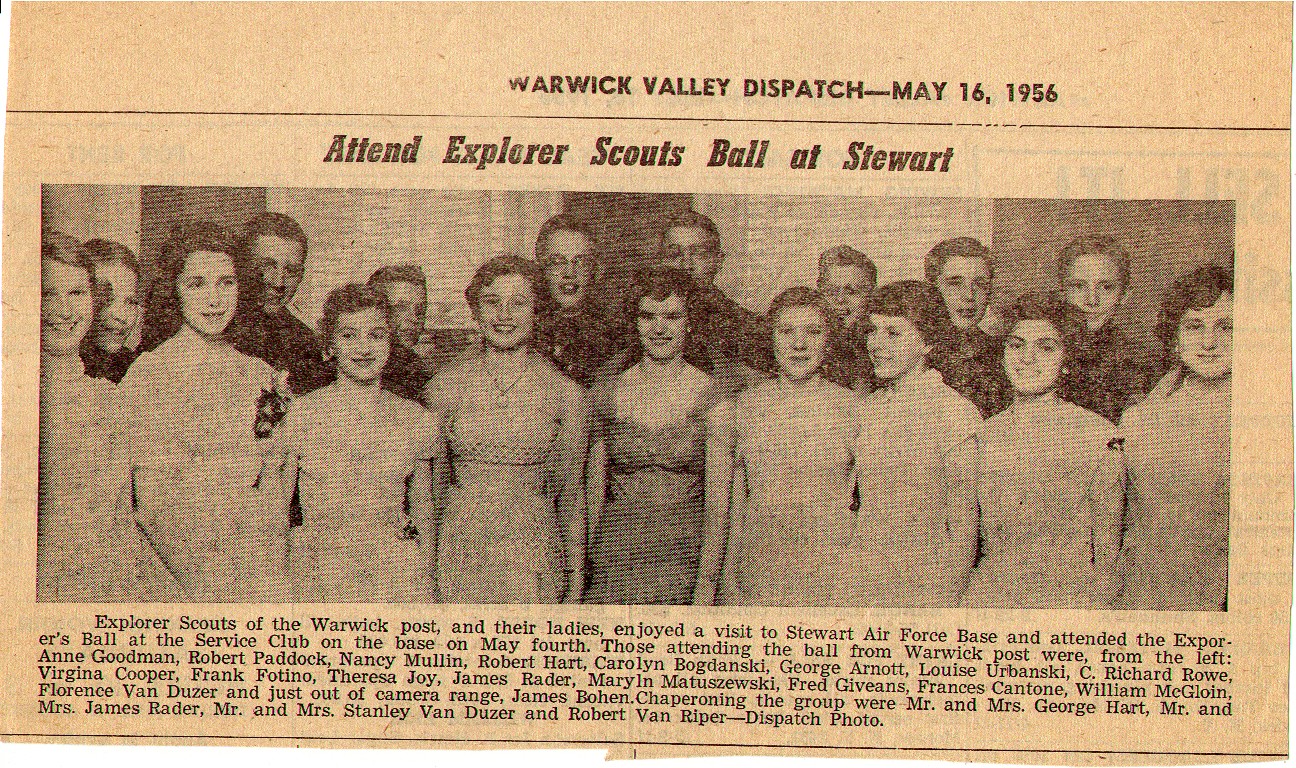 WARWICK VALLEY DISPATCH—MAY 16, 1956
Attend Explorer Scouts Ball at Stewart
Explorer Scouts of the Warwick post, and their ladies, enjoyed a visit to Stewart Air Force Base and attended the Expor-
er's Ball at the Service Club on the base on May fourth. Those attending the ball from Warwick post were, from the left:
Anne Goodman, Robert Paddock, Nancy Mullin, Robert Hart, Carolyn Bogdanski, George Arnott, Louise Urbanski, C. Richard Rowe,
Virgina Cooper, Frank Fotino, Theresa Joy, James Rader, Maryln Matuszewski, Fred Giveans, Frances Cantone, William McGloin,
Florence Van Duzer and just out of camera range, James Bohen.Chaperoning the group were Mr. and Mrs. George Hart, Mr. and
Mrs. James Rader, Mr. and Mrs. Stanley Van Duzer and Robert Van Riper—Dispatch Photo.